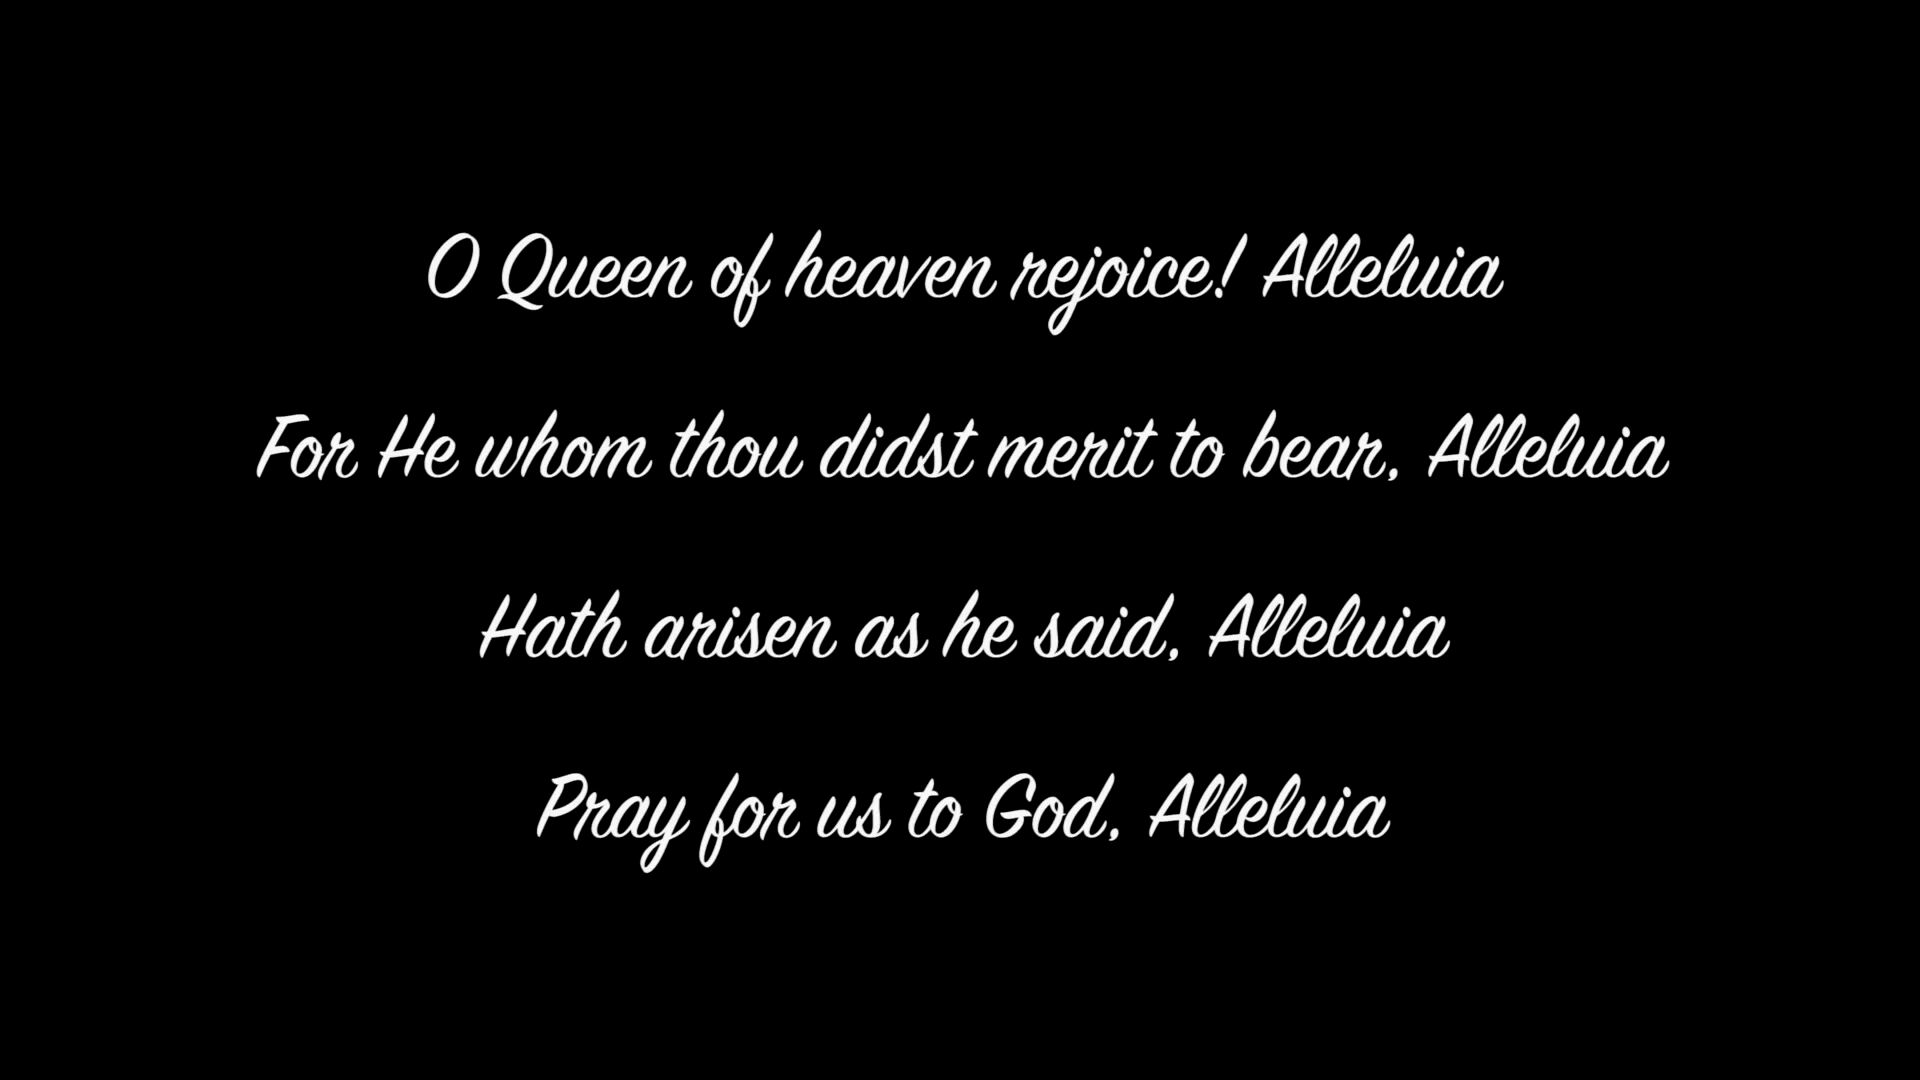 O Queen of heaven rejoice! Alleluia
For He whom thou didst merit to bear, Alleluia
Hath arisen as he said, Alleluia
Pray for us to God, Alleluia